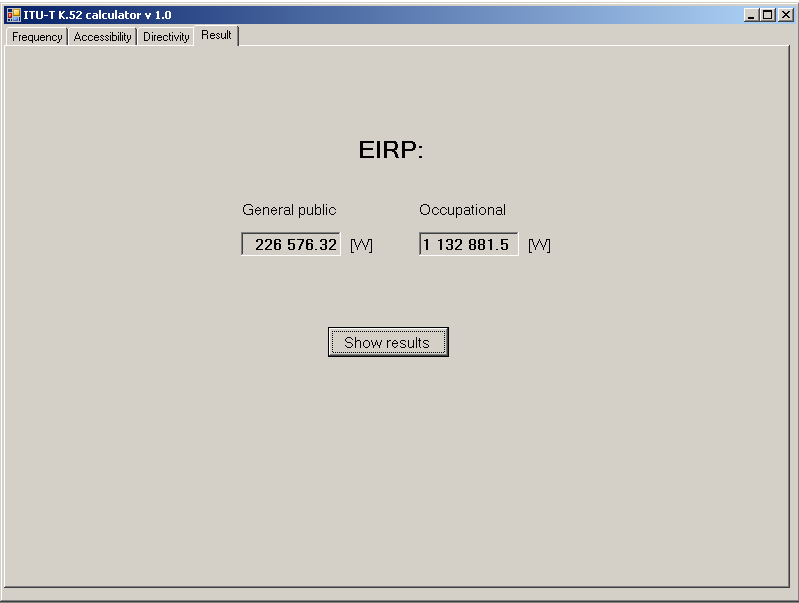 ITU-T K.52 calculator v 1.0
Frequency Accessibility Directivity Result
EIRP:
General public Occupational
226 576.32 [W] 1 132 881.5 [W]
Show results